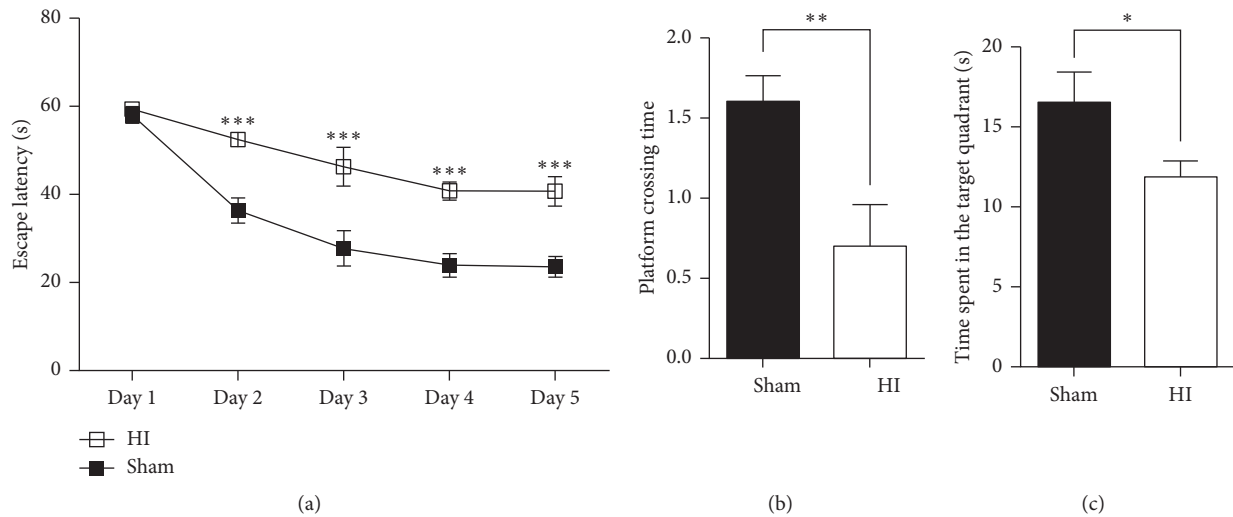 80
60
40
20
0
Escape latency (s)
***
***
***
***
Day 1
Day 2
Day 3
Day 4
Day 5
HI
Sham
(a)
2.0
1.5
1.0
0.5
0.0
Platform crossing time
**
Sham
HI
(b)
20
15
10
5
0
Time spent in the target quadrant (s)
*
Sham
HI
(c)